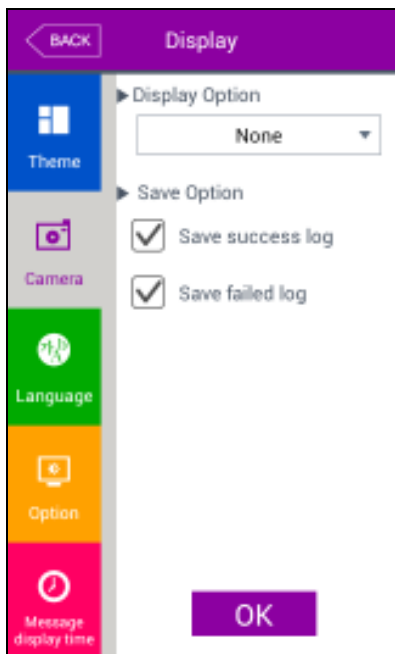 BACK
Display
Theme
Camera
Language
Option
Message
display time
Display Option
None
Save Option
Save success log
Save failed log
OK